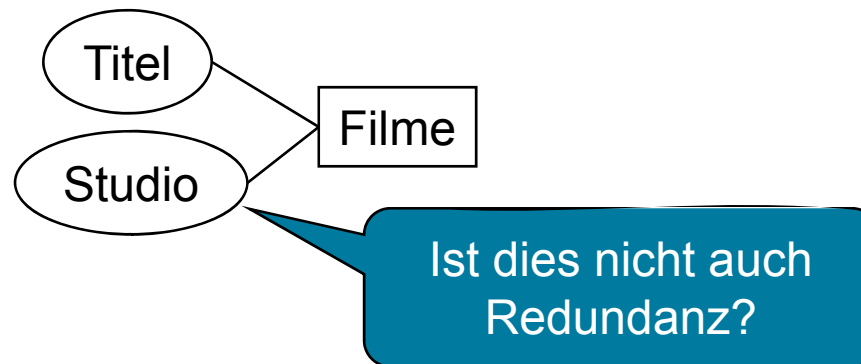 Titel
Filme
Studio
Ist dies nicht auch
Redundanz?